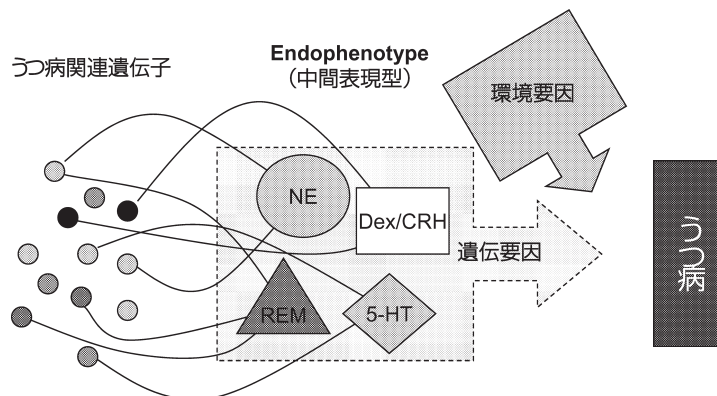 うつ病関連遺伝子
Endophenotype
（中間表現型）
環境要因
NE
Dex/CRH
遺伝要因
REM
5-HT
うつ病